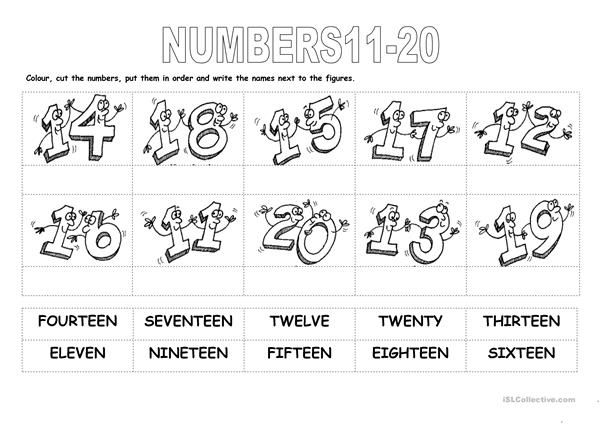 NUMBERS11-20
Colour, cut the numbers, put them in order and write the names next to the figures.
14 18 15 17 12
16 11 20 13 19
FOURTEEN SEVENTEEN TWELVE TWENTY THIRTEEN
ELEVEN NINETEEN FIFTEEN EIGHTEEN SIXTEEN
iSLCollective.com